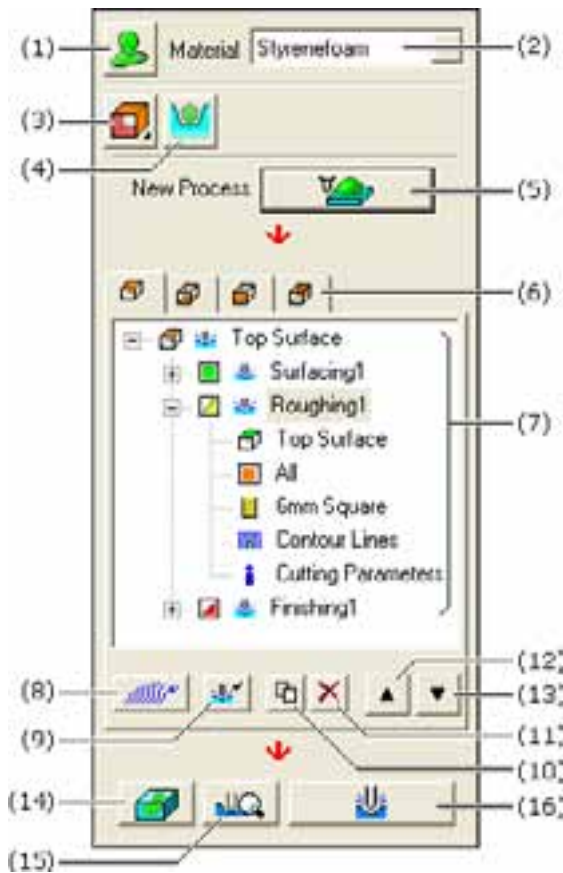 (1) Material Styrenefoam (2)
(3)
(4)
New Process (5)
(6)
Top Surface
Surfacing1
Roughing1
(7)
Top Surface
All
6mm Square
Contour Lines
Cutting Parameters
Finishing1
(12)
(8) (13)
(9) (11)
(10)
(14) (16)
(15)